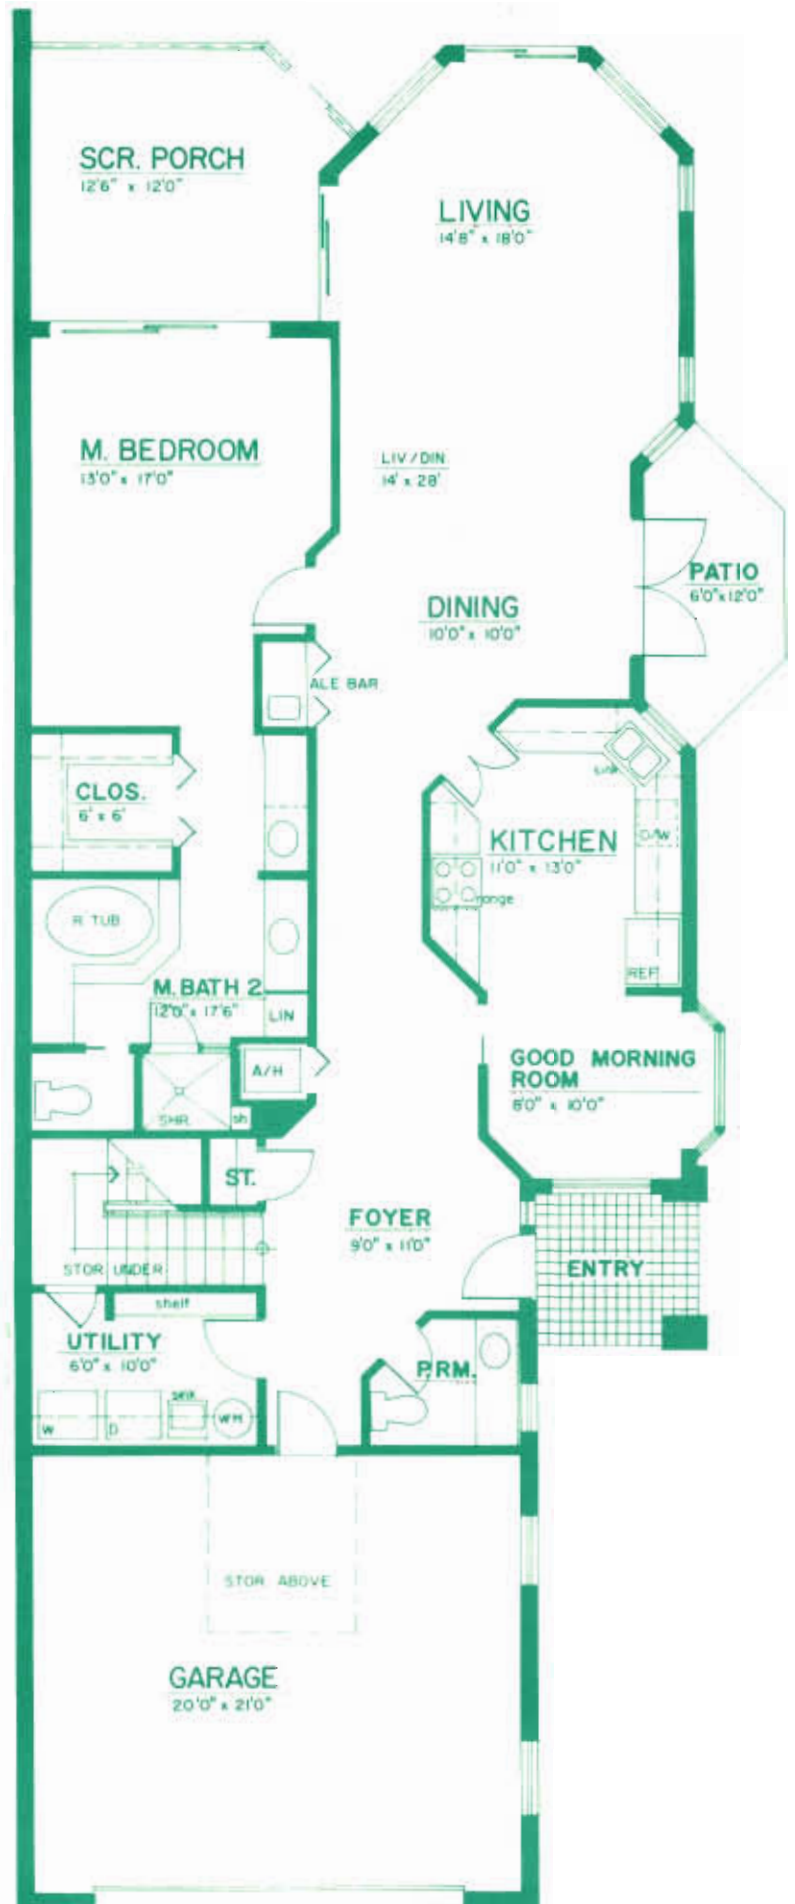 SCR. PORCH
12'6" x 12'0"
LIVING
14'8" x 18'0"
M. BEDROOM
13'0" x 17'0"
LIV/DIN.
14' x 28'
PATIO
6'0" x 12'0"
DINING
10'0" x 10'0"
ALE BAR
CLOS.
6' x 6'
KITCHEN
11'0" x 13'0"
D/W
range
REF.
R. TUB
M. BATH 2
12'0" x 17'6"
LIN
A/H
SHR.
sh
GOOD MORNING
ROOM
8'0" x 10'0"
ST.
FOYER
9'0" x 11'0"
ENTRY
STOR UNDER
shelf
UTILITY
6'0" x 10'0"
W
D
WH
P.RM.
STOR. ABOVE
GARAGE
20'0" x 21'0"